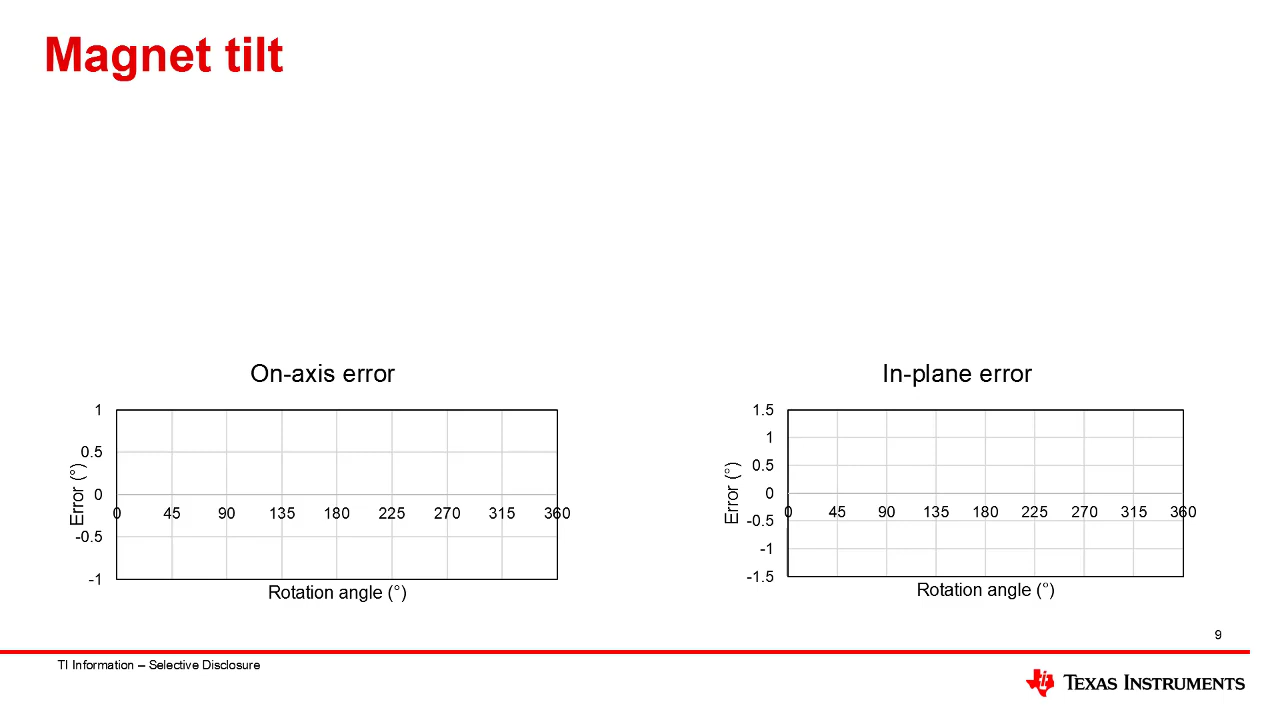 Magnet tilt
On-axis error
1
0.5
0
-0.5
-1
Error (°)
0 45 90 135 180 225 270 315 360
Rotation angle (°)
In-plane error
1.5
1
0.5
0
-0.5
-1
-1.5
Error (°)
0 45 90 135 180 225 270 315 360
Rotation angle (°)
9
TI Information – Selective Disclosure
TEXAS INSTRUMENTS